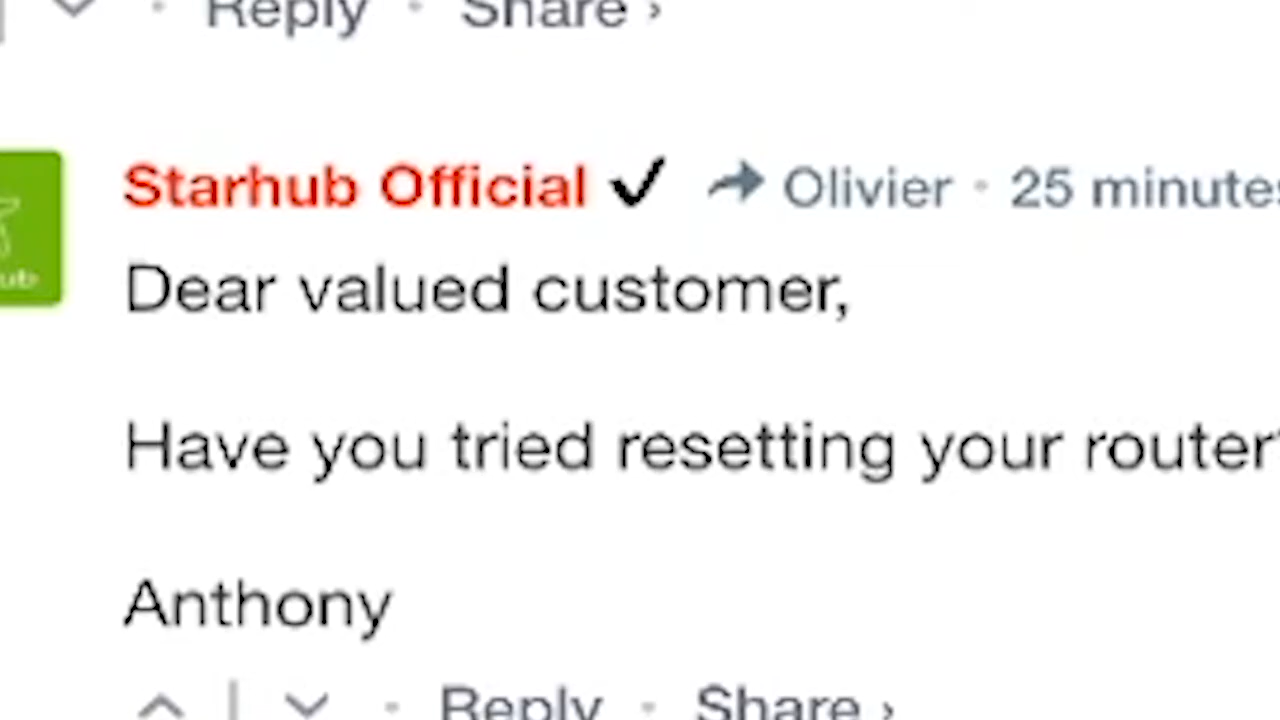 Reply · Share ›
Starhub Official ✓ Olivier · 25 minutes
Dear valued customer,
Have you tried resetting your router
Anthony
Reply · Share ›